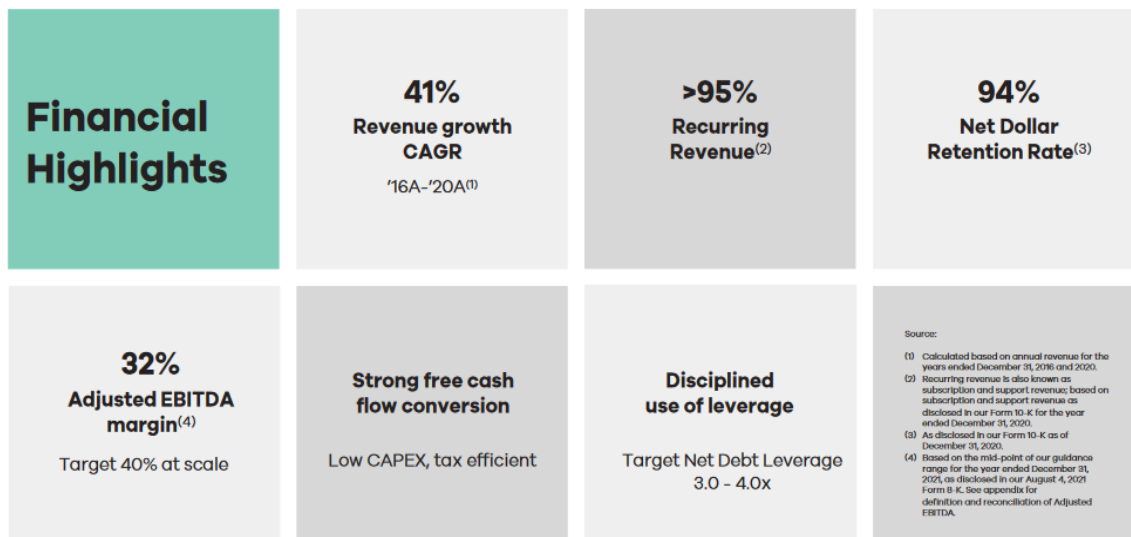 Financial
Highlights
41%
Revenue growth
CAGR
'16A-'20A(1)
>95%
Recurring
Revenue(2)
94%
Net Dollar
Retention Rate(3)
32%
Adjusted EBITDA
margin(4)
Target 40% at scale
Strong free cash
flow conversion
Low CAPEX, tax efficient
Disciplined
use of leverage
Target Net Debt Leverage
3.0 - 4.0x
Source:
(1) Calculated based on annual revenue for the
years ended December 31, 2016 and 2020.
(2) Recurring revenue is also known as
subscription and support revenue; based on
subscription and support revenue as
disclosed in our Form 10-K for the year
ended December 31, 2020.
(3) As disclosed in our Form 10-K as of
December 31, 2020.
(4) Based on the mid-point of our guidance
range for the year ended December 31,
2021, as disclosed in our August 4, 2021
Form 8-K. See appendix for
definition and reconciliation of Adjusted
EBITDA.